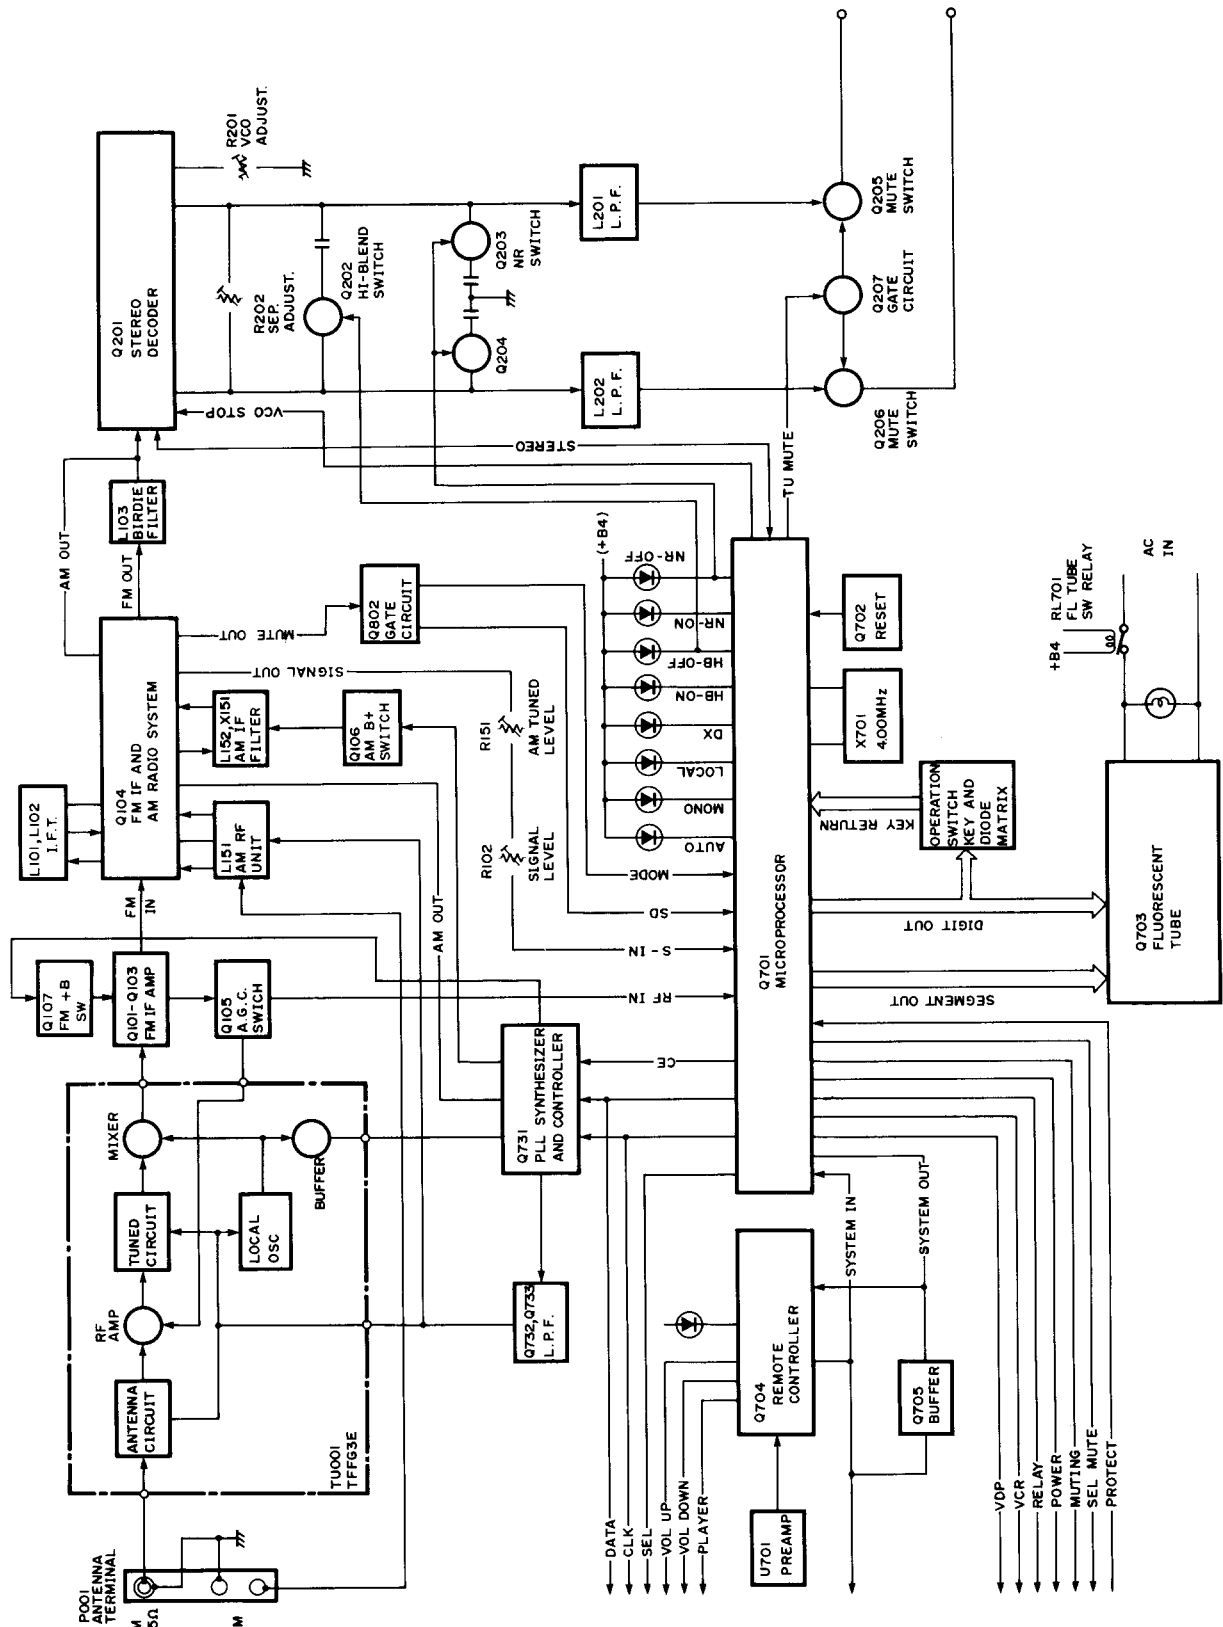 P001
ANTENNA
TERMINAL
M
5Ω
M
TU001
TFFG3E
ANTENNA
CIRCUIT
RF
AMP
TUNED
CIRCUIT
MIXER
LOCAL
OSC
BUFFER
Q107
FM +B
SW
Q101-Q103
FM IF AMP
Q105
A.G.C.
SWICH
FM
IN
L101,L102
I.F.T.
Q104
FM IF AND
AM RADIO SYSTEM
L151
AM RF
UNIT
L152,X151
AM IF
FILTER
Q106
AM B+
SWITCH
AM OUT
FM OUT
L103
BIRDIE
FILTER
MUTE OUT
SIGNAL OUT
Q802
GATE
CIRCUIT
R102
SIGNAL
LEVEL
R151
AM TUNED
LEVEL
AM OUT
Q201
STEREO
DECODER
R201
VCO
ADJUST.
R202
SEP.
ADJUST.
Q202
HI-BLEND
SWITCH
Q203
NR
SWITCH
Q204
VCO STOP
STEREO
L201
L.P.F.
L202
L.P.F.
Q205
MUTE
SWITCH
Q207
GATE
CIRCUIT
Q206
MUTE
SWITCH
TU MUTE
(+B4)
NR-OFF
NR-ON
HB-OFF
HB-ON
DX
LOCAL
MONO
AUTO
MODE
SD
S-IN
RF IN
CE
Q731
PLL SYNTHESIZER
AND CONTROLLER
Q732,Q733
L.P.F.
Q701
MICROPROCESSOR
Q702
RESET
X701
4.00MHz
OPERATION
SWITCH
KEY AND
DIODE
MATRIX
KEY RETURN
DIGIT OUT
SEGMENT OUT
Q703
FLUORESCENT
TUBE
RL701
FL TUBE
SW RELAY
+B4
AC
IN
SYSTEM IN
SYSTEM OUT
Q704
REMOTE
CONTROLLER
Q705
BUFFER
U701
PREAMP
DATA
CLK
SEL
VOL UP
VOL DOWN
PLAYER
VDP
VCR
RELAY
POWER
MUTING
SEL MUTE
PROTECT